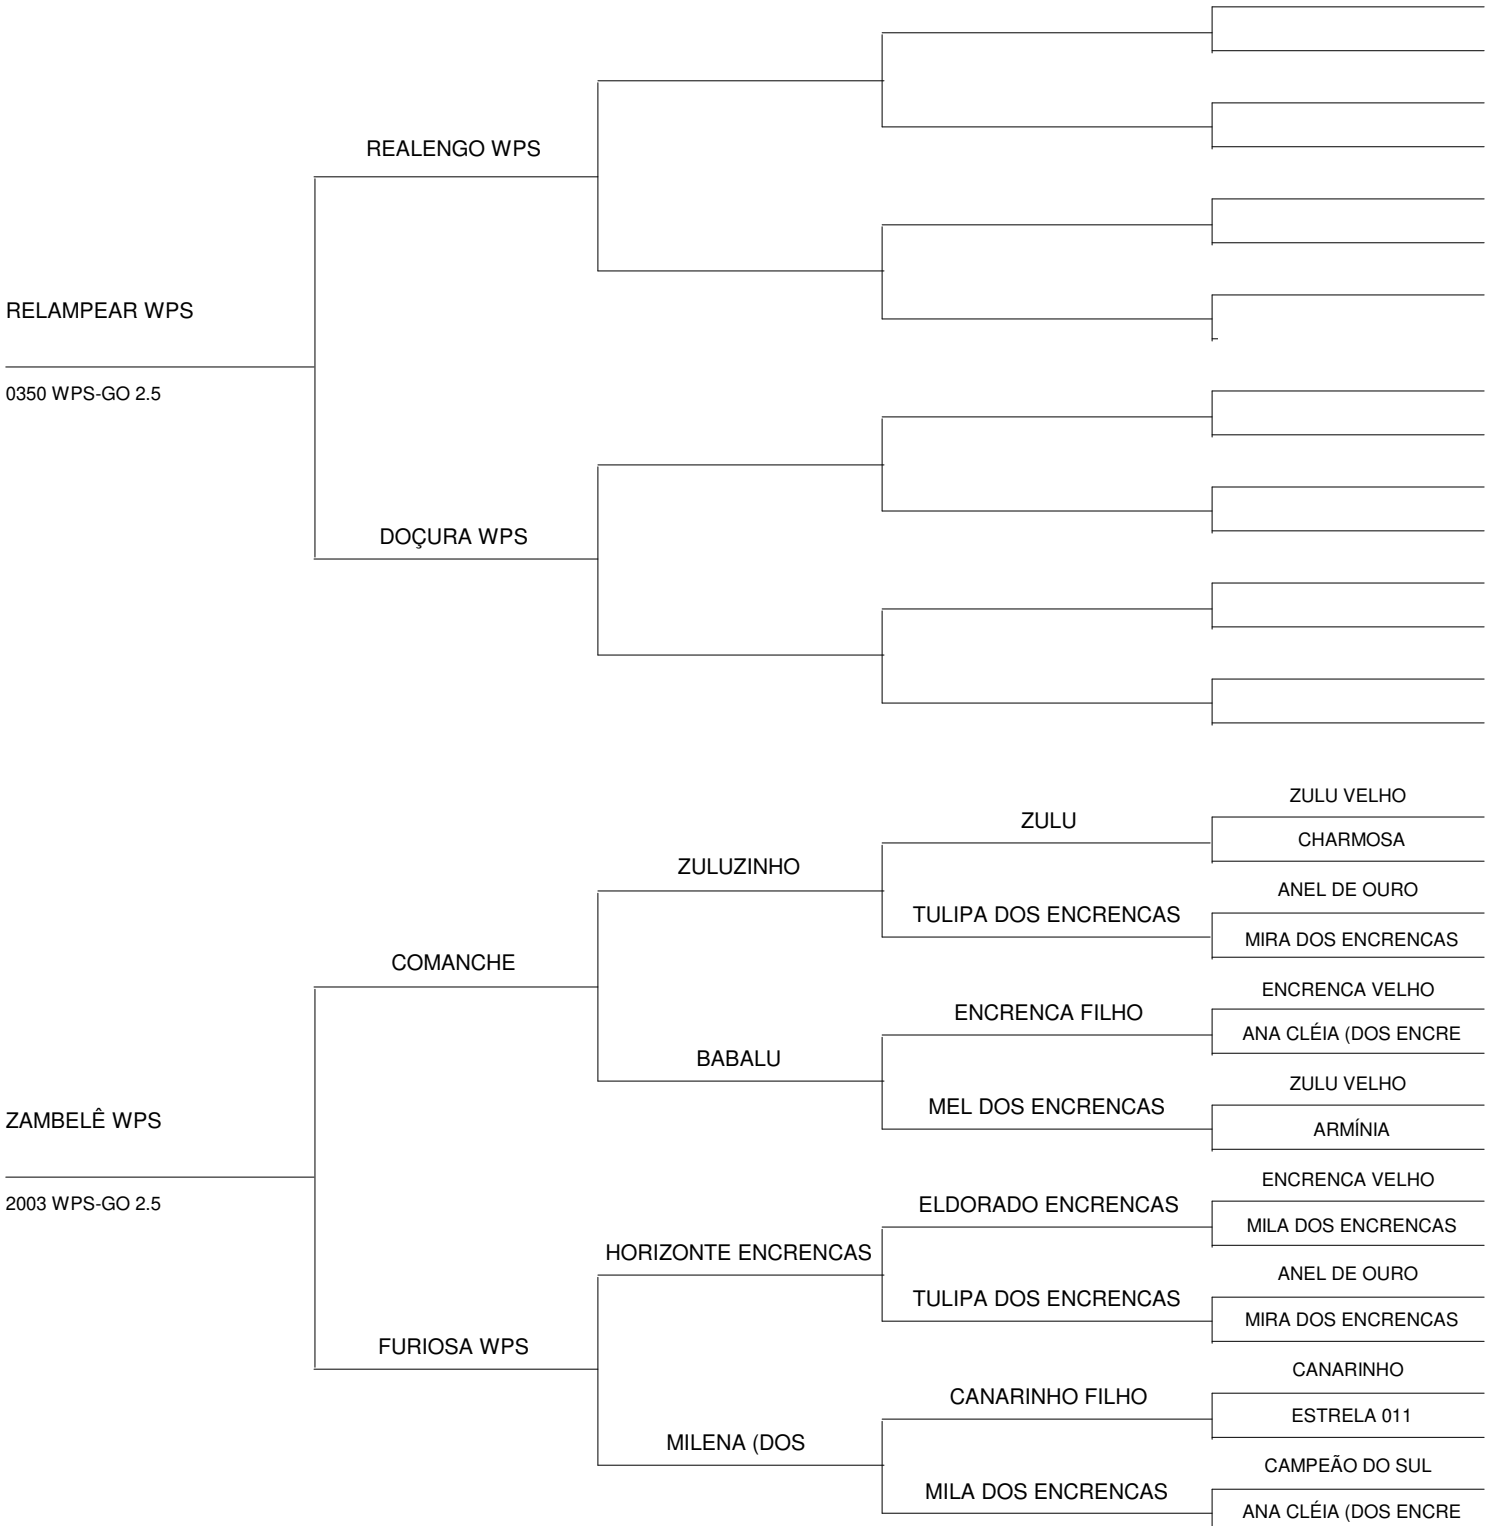 REALENGO WPS
RELAMPEAR WPS
0350 WPS-GO 2.5
DOÇURA WPS
ZULU VELHO
ZULU
CHARMOSA
ZULUZINHO
ANEL DE OURO
TULIPA DOS ENCRENCAS
MIRA DOS ENCRENCAS
COMANCHE
ENCRENCA VELHO
ENCRENCA FILHO
ANA CLÉIA (DOS ENCRE
BABALU
ZULU VELHO
MEL DOS ENCRENCAS
ZAMBELÊ WPS
ARMÍNIA
ENCRENCA VELHO
2003 WPS-GO 2.5
ELDORADO ENCRENCAS
MILA DOS ENCRENCAS
HORIZONTE ENCRENCAS
ANEL DE OURO
TULIPA DOS ENCRENCAS
MIRA DOS ENCRENCAS
FURIOSA WPS
CANARINHO
CANARINHO FILHO
ESTRELA 011
MILENA (DOS
CAMPEÃO DO SUL
MILA DOS ENCRENCAS
ANA CLÉIA (DOS ENCRE